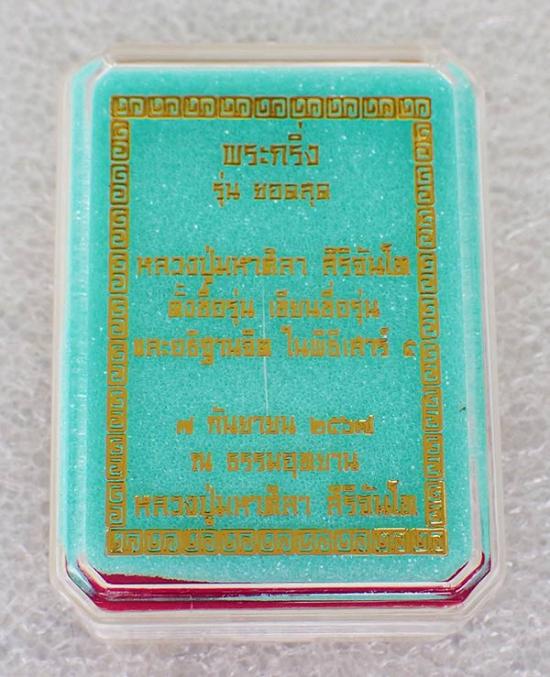 พระกริ่ง
รุ่น ยอดสุด
หลวงปู่มหาศิลา สิริจันโท
ตั้งชื่อรุ่น เขียนชื่อรุ่น
และอธิฐานจิต ในพิธีเสาร์ ๕
๗ กันยายน ๒๕๖๗
ณ ธรรมอุทยาน
หลวงปู่มหาศิลา สิริจันโท